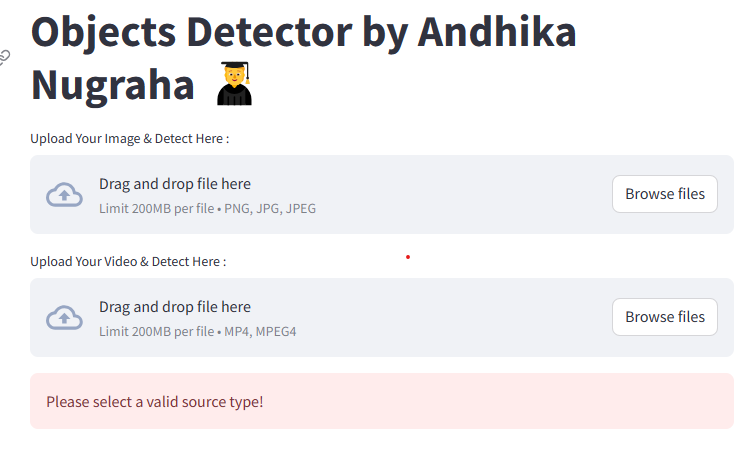 Objects Detector by Andhika
Nugraha
Upload Your Image & Detect Here :
Drag and drop file here
Limit 200MB per file • PNG, JPG, JPEG
Browse files
Upload Your Video & Detect Here :
Drag and drop file here
Limit 200MB per file • MP4, MPEG4
Browse files
Please select a valid source type!